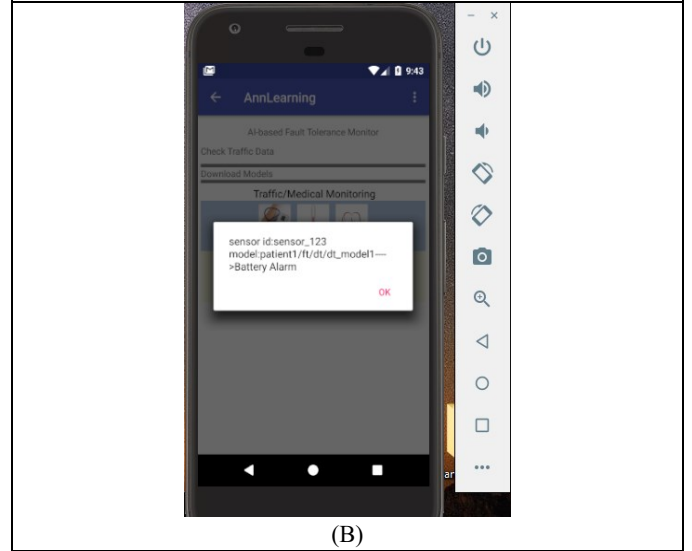 9:43
AnnLearning
AI-based Fault Tolerance Monitor
Check Traffic Data
Download Models
Traffic/Medical Monitoring
sensor id:sensor_123
model:patient1/ft/dt/dt_model1---
>Battery Alarm
OK
ar
(B)